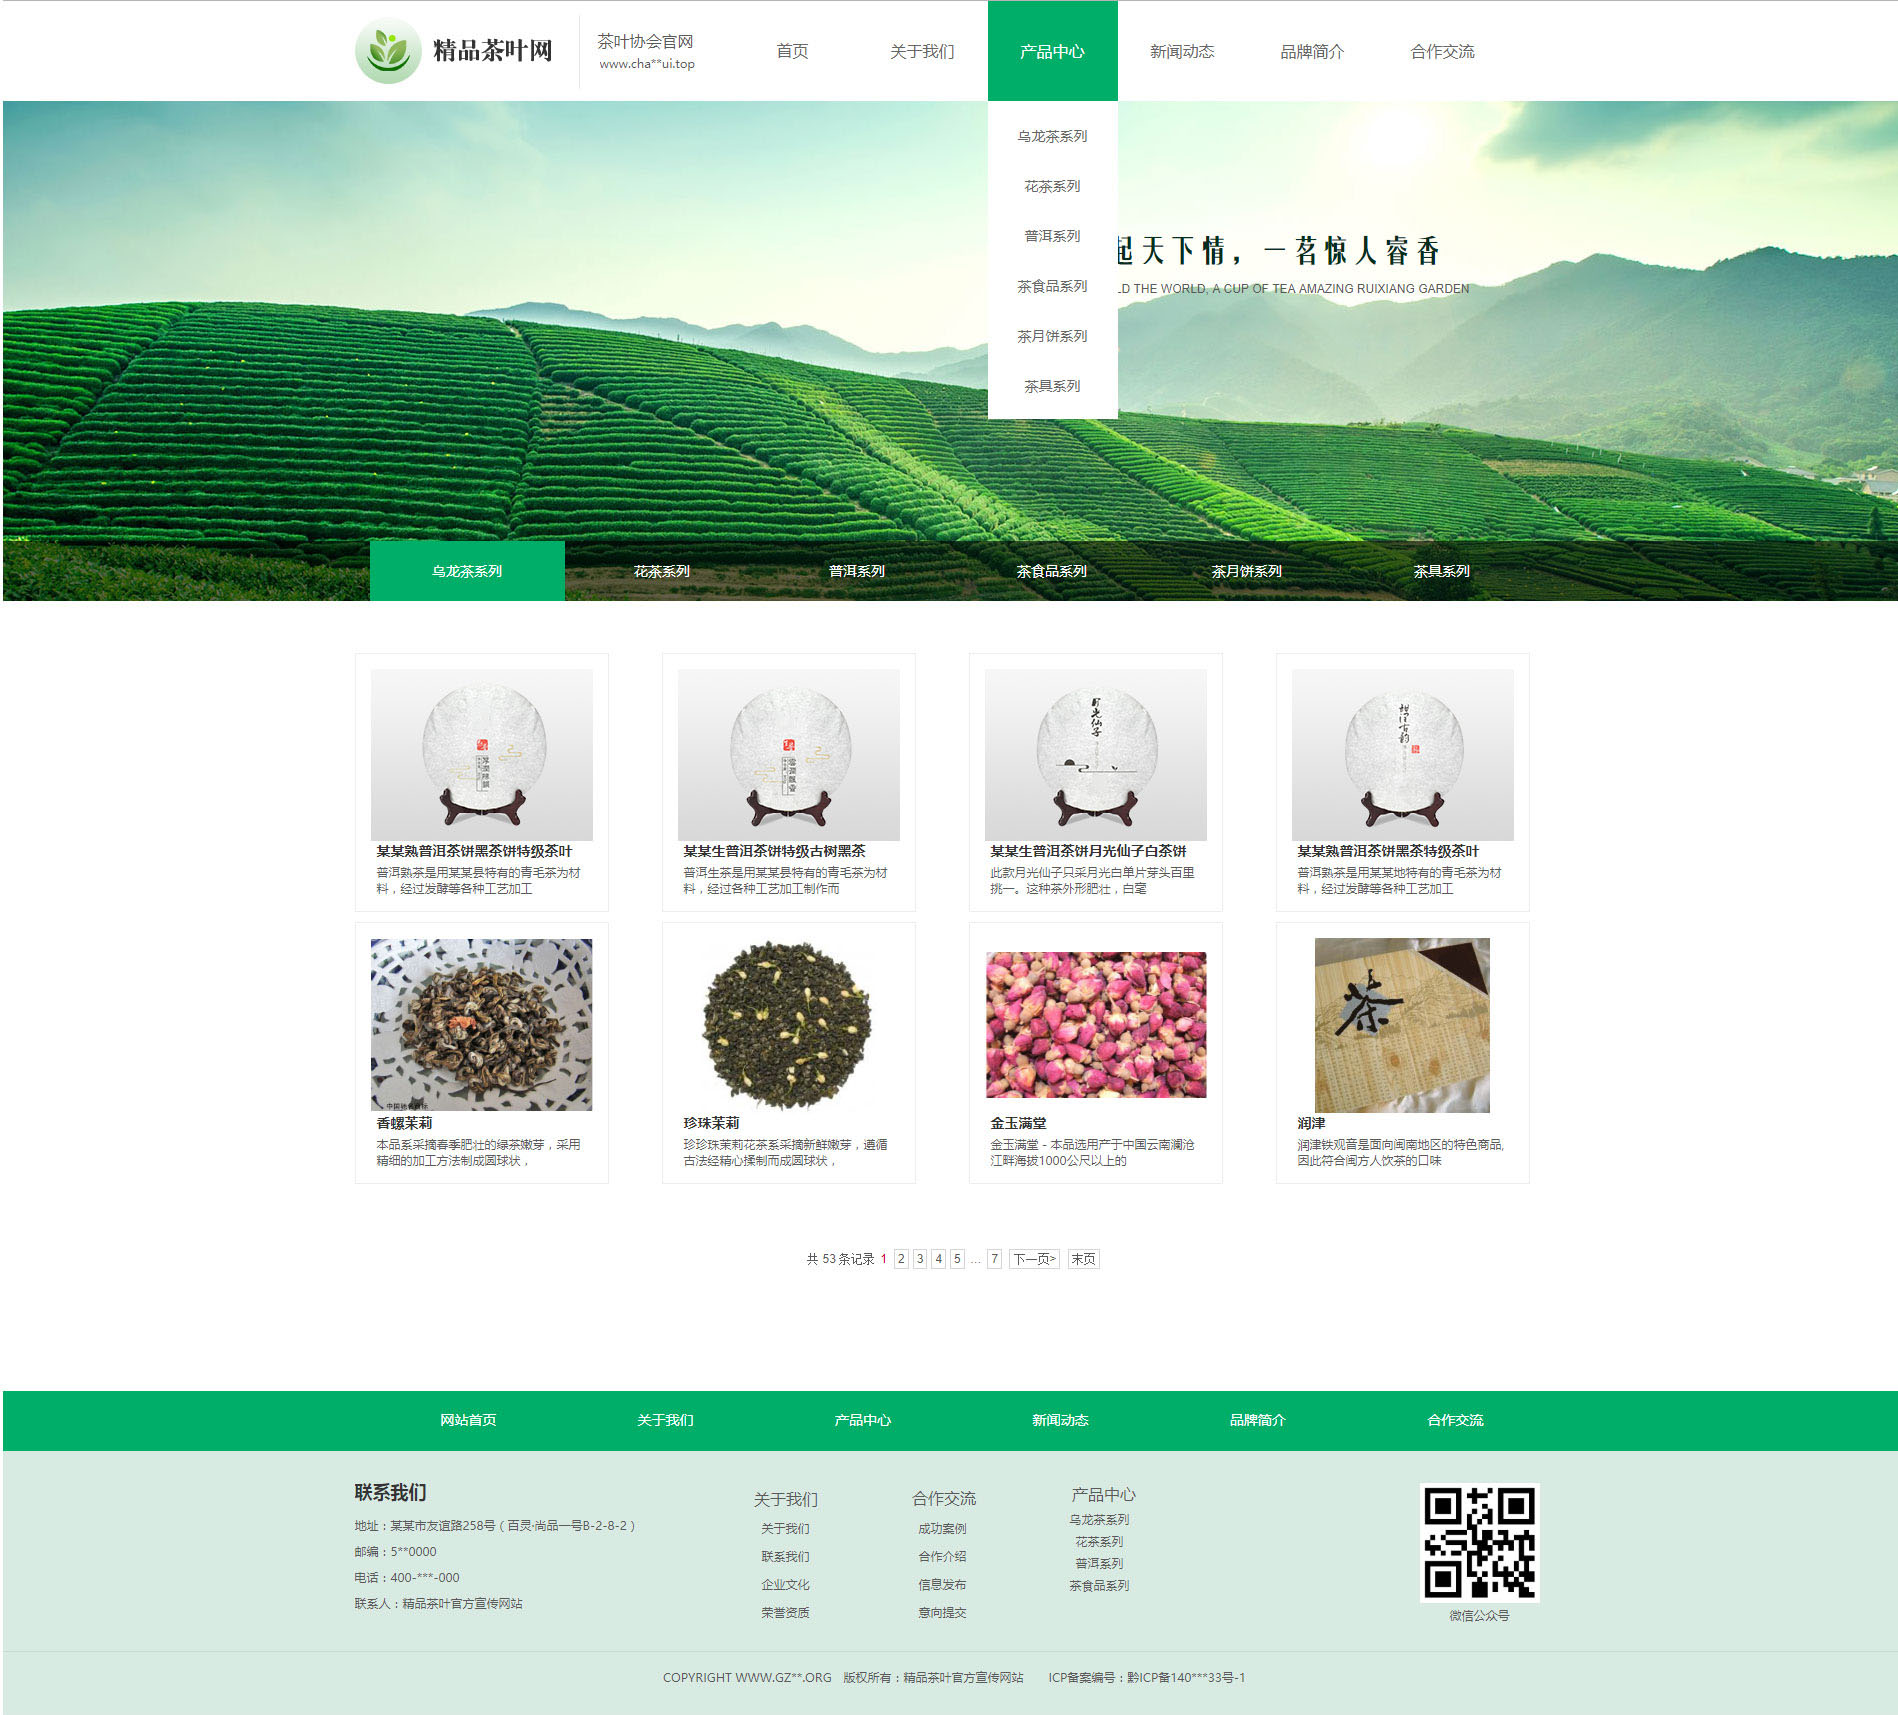 精品茶叶网
茶叶协会官网
www.cha**ui.top
首页
关于我们
产品中心
新闻动态
品牌简介
合作交流
乌龙茶系列
花茶系列
普洱系列
茶食品系列
茶月饼系列
茶具系列
起天下情，一茗惊人睿香
LD THE WORLD, A CUP OF TEA AMAZING RUIXIANG GARDEN
乌龙茶系列
花茶系列
普洱系列
茶食品系列
茶月饼系列
茶具系列
月光仙子
某某熟普洱茶饼黑茶饼特级茶叶
普洱熟茶是用某某县特有的青毛茶为材
料，经过发酵等各种工艺加工
某某生普洱茶饼特级古树黑茶
普洱生茶是用某某县特有的青毛茶为材
料，经过各种工艺加工制作而
某某生普洱茶饼月光仙子白茶饼
此款月光仙子只采月光白单片芽头百里
挑一。这种茶外形肥壮，白毫
某某熟普洱茶饼黑茶特级茶叶
普洱熟茶是用某某地特有的青毛茶为材
料，经过发酵等各种工艺加工
茶
香螺茉莉
本品系采摘春季肥壮的绿茶嫩芽，采用
精细的加工方法制成圆球状，
珍珠茉莉
珍珍珠茉莉花茶系采摘新鲜嫩芽，遵循
古法经精心揉制而成圆球状，
金玉满堂
金玉满堂 - 本品选用产于中国云南澜沧
江畔海拔1000公尺以上的
润津
润津铁观音是面向闽南地区的特色商品,
因此符合闽方人饮茶的口味
共 53 条记录 1 2 3 4 5 ... 7 下一页> 末页
网站首页
关于我们
产品中心
新闻动态
品牌简介
合作交流
联系我们
地址：某某市友谊路258号（百灵·尚品一号B-2-8-2）
邮编：5**0000
电话：400-***-000
联系人：精品茶叶官方宣传网站
关于我们
关于我们
联系我们
企业文化
荣誉资质
合作交流
成功案例
合作介绍
信息发布
意向提交
产品中心
乌龙茶系列
花茶系列
普洱系列
茶食品系列
微信公众号
COPYRIGHT WWW.GZ**.ORG 版权所有：精品茶叶官方宣传网站 ICP备案编号：黔ICP备140***33号-1